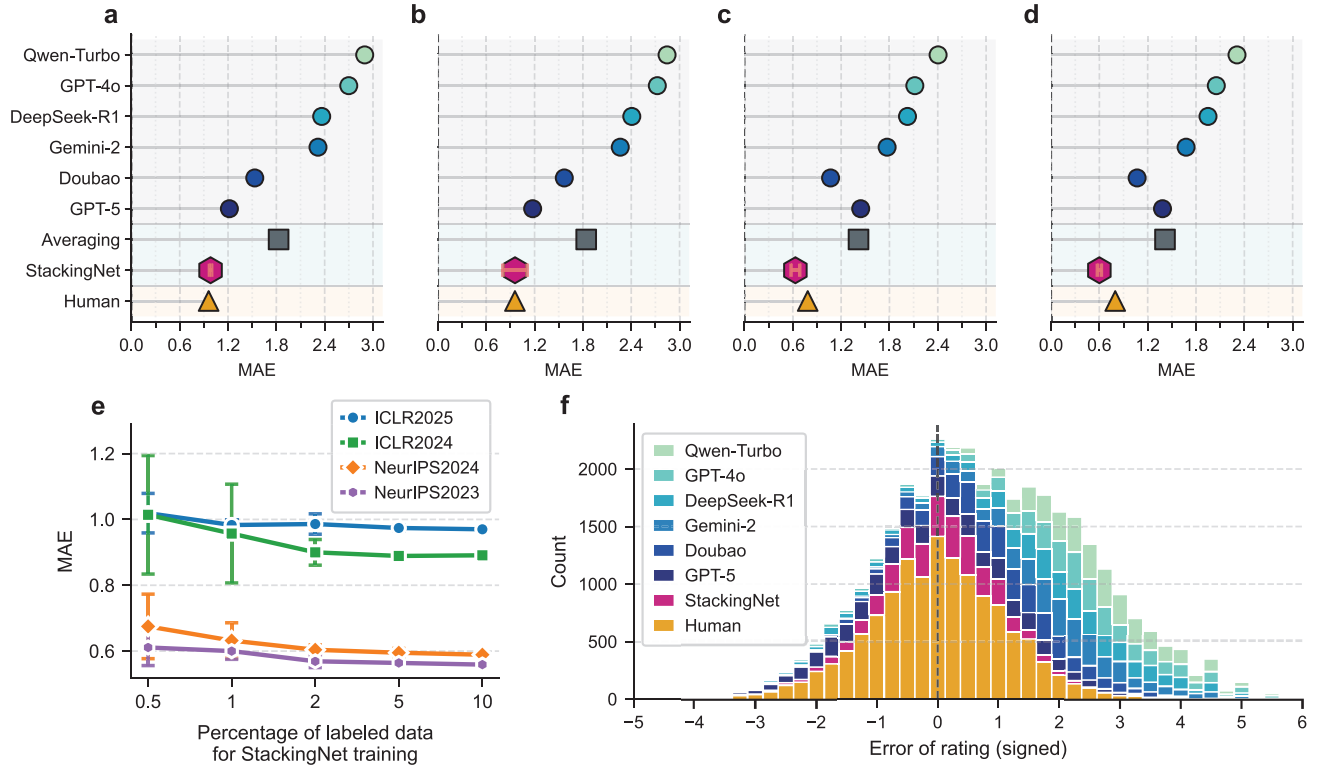 a
b
c
d
Qwen-Turbo
GPT-4o
DeepSeek-R1
Gemini-2
Doubao
GPT-5
Averaging
StackingNet
Human
0.0 0.6 1.2 1.8 2.4 3.0
MAE
0.0 0.6 1.2 1.8 2.4 3.0
MAE
0.0 0.6 1.2 1.8 2.4 3.0
MAE
0.0 0.6 1.2 1.8 2.4 3.0
MAE
e
ICLR2025
ICLR2024
NeurIPS2024
NeurIPS2023
MAE
1.2
1.0
0.8
0.6
0.5 1 2 5 10
Percentage of labeled data
for StackingNet training
f
Qwen-Turbo
GPT-4o
DeepSeek-R1
Gemini-2
Doubao
GPT-5
StackingNet
Human
Count
2000
1500
1000
500
0
−5 −4 −3 −2 −1 0 1 2 3 4 5 6
Error of rating (signed)